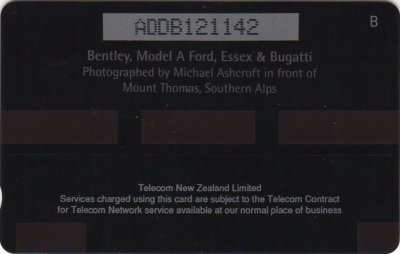 ADDB121142
B
Bentley, Model A Ford, Essex & Bugatti
Photographed by Michael Ashcroft in front of
Mount Thomas, Southern Alps
Telecom New Zealand Limited
Services charged using this card are subject to the Telecom Contract
for Telecom Network service available at our normal place of business